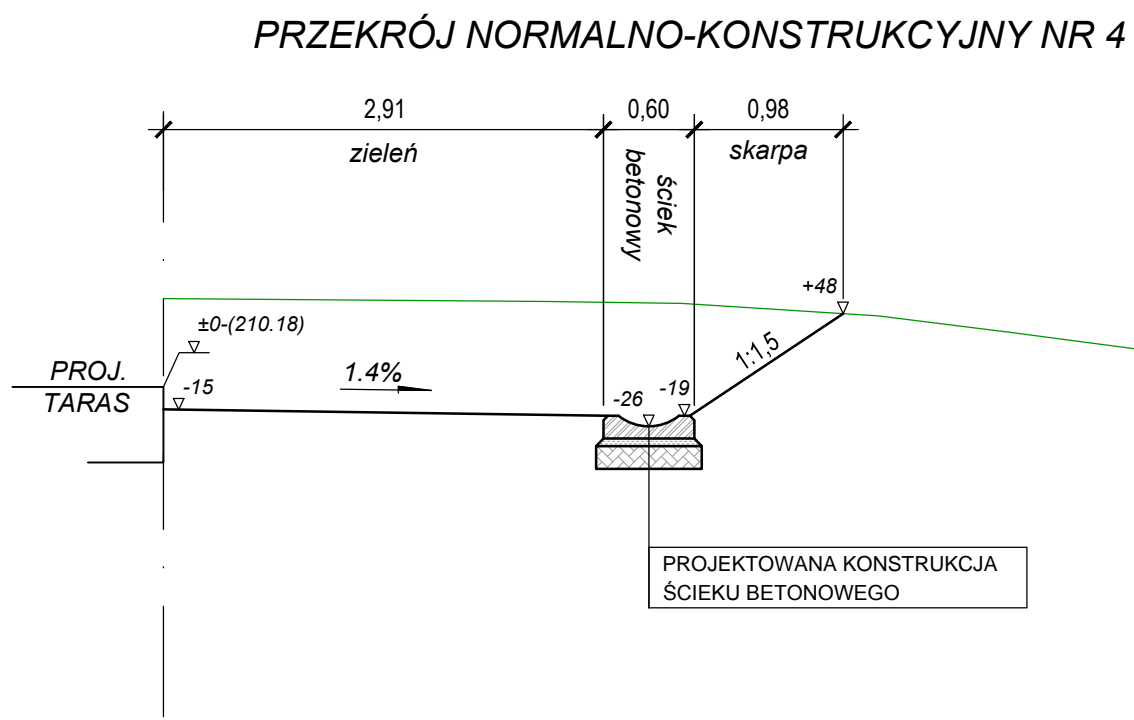 PRZEKRÓJ NORMALNO-KONSTRUKCYJNY NR 4
2,91
0,60
0,98
zieleń
ściek
betonowy
skarpa
+48
±0-(210.18)
1:1,5
PROJ.
TARAS
-15
1.4%
-26
-19
PROJEKTOWANA KONSTRUKCJA
ŚCIEKU BETONOWEGO